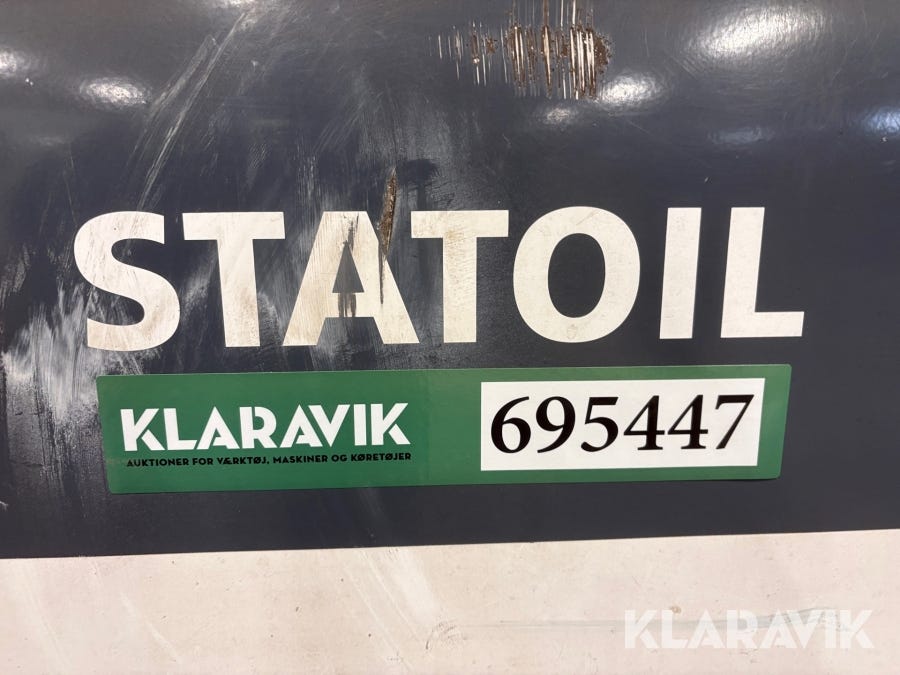 STATOIL
KLARAVIK
AUKTIONER FOR VÆRKTØJ, MASKINER OG KØRETØJER
695447
KLARAVIK